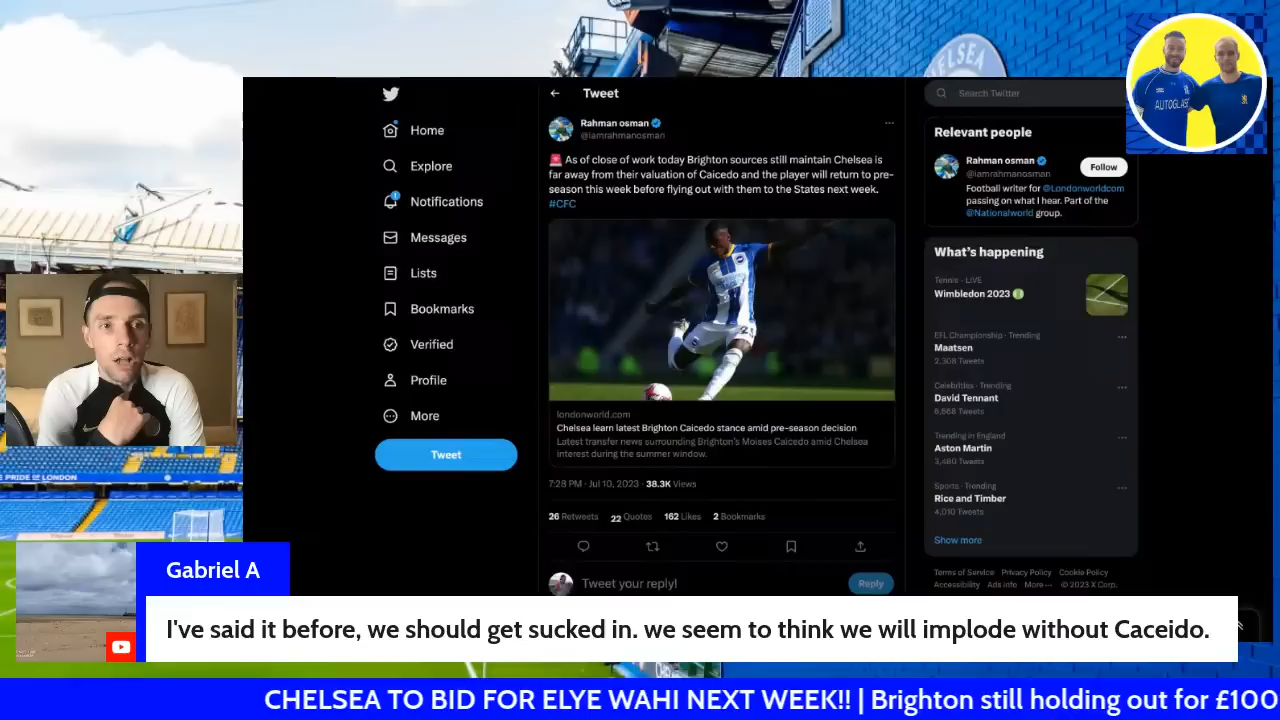 CHELSEA
AUTOGLASS
Tweet
Search Twitter
Home
Explore
Notifications
Messages
Lists
Bookmarks
Verified
Profile
More
Tweet
Rahman osman
@iamrahmanosman
🚨 As of close of work today Brighton sources still maintain Chelsea is
far away from their valuation of Caicedo and the player will return to pre-
season this week before flying out with them to the States next week.
#CFC
londonworld.com
Chelsea learn latest Brighton Caicedo stance amid pre-season decision
Latest transfer news surrounding Brighton's Moises Caicedo amid Chelsea
interest during the summer window.
7:28 PM · Jul 10, 2023 · 38.3K Views
26 Retweets 22 Quotes 162 Likes 2 Bookmarks
Tweet your reply!
Reply
Relevant people
Rahman osman
@iamrahmanosman
Follow
Football writer for @Londonworldcom
passing on what I hear. Part of the
@Nationalworld group.
What's happening
Tennis · LIVE
Wimbledon 2023
EFL Championship · Trending
Maatsen
2,308 Tweets
Celebrities · Trending
David Tennant
6,668 Tweets
Trending in England
Aston Martin
3,460 Tweets
Sports · Trending
Rice and Timber
4,010 Tweets
Show more
Terms of Service Privacy Policy Cookie Policy
Accessibility Ads info More ··· © 2023 X Corp.
E PRIDE OF LONDON
Gabriel A
I've said it before, we should get sucked in. we seem to think we will implode without Caceido.
CHELSEA TO BID FOR ELYE WAHI NEXT WEEK!! | Brighton still holding out for £100